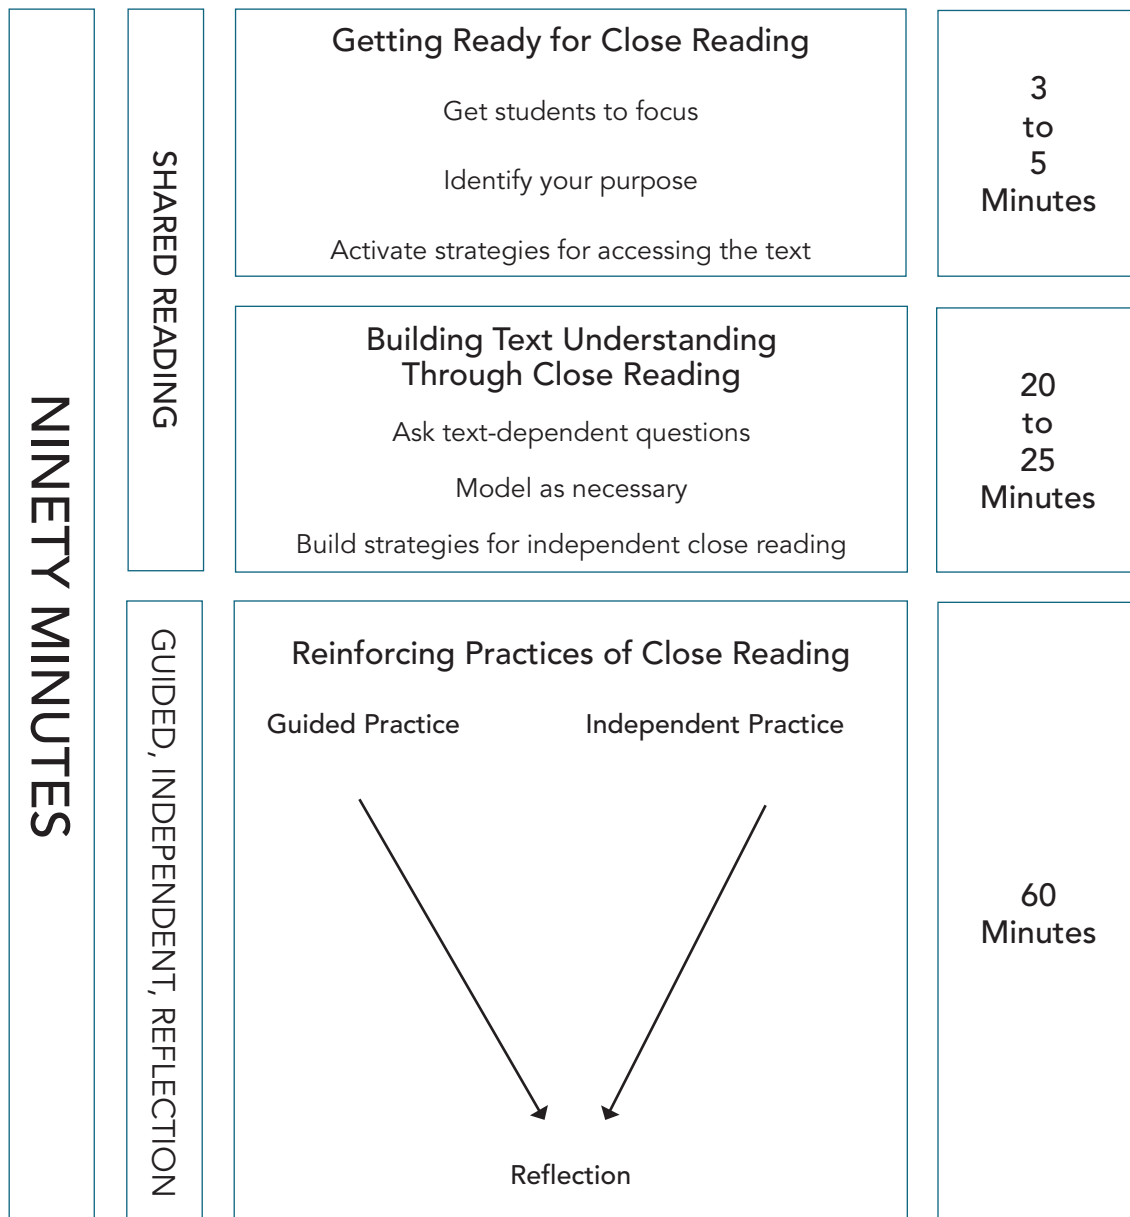 NINETY MINUTES
SHARED READING
Getting Ready for Close Reading
Get students to focus
Identify your purpose
Activate strategies for accessing the text
3
to
5
Minutes
Building Text Understanding
Through Close Reading
Ask text-dependent questions
Model as necessary
Build strategies for independent close reading
20
to
25
Minutes
GUIDED, INDEPENDENT, REFLECTION
Reinforcing Practices of Close Reading
Guided Practice
Independent Practice
Reflection
60
Minutes